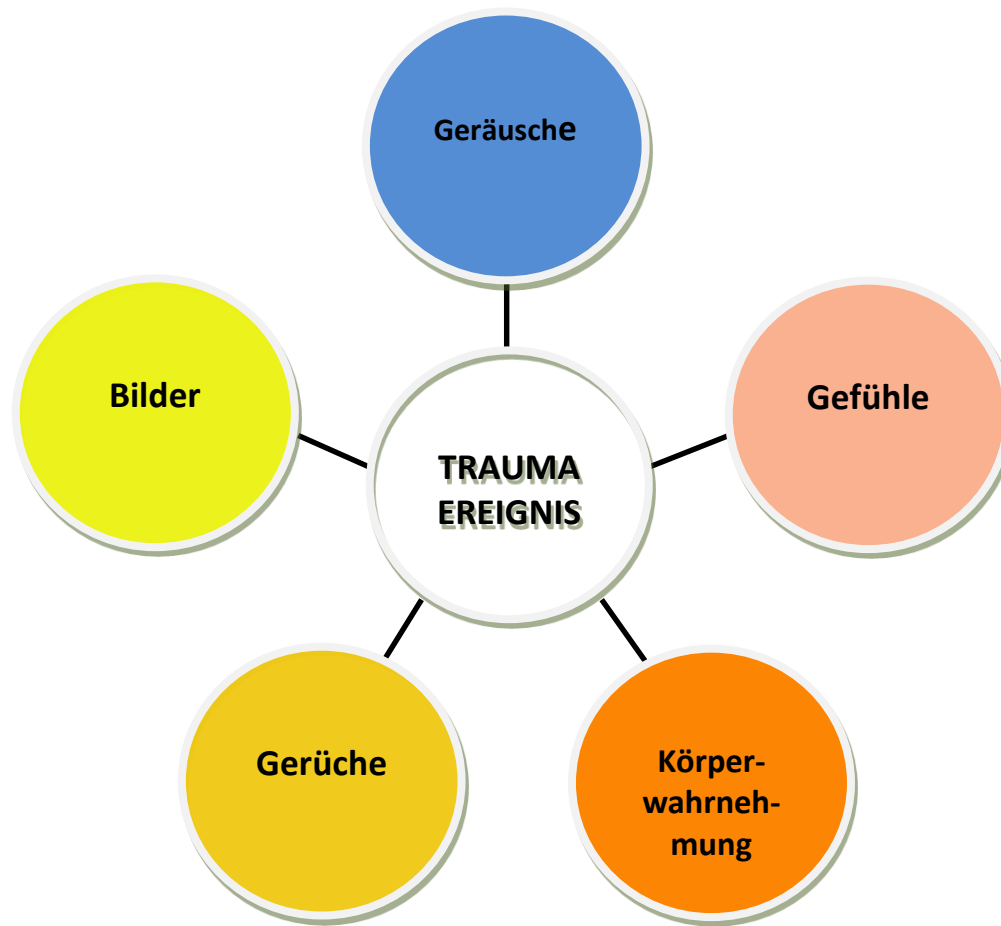 Geräusche
Bilder
Gefühle
TRAUMA
EREIGNIS
Gerüche
Körper-
wahrneh-
mung